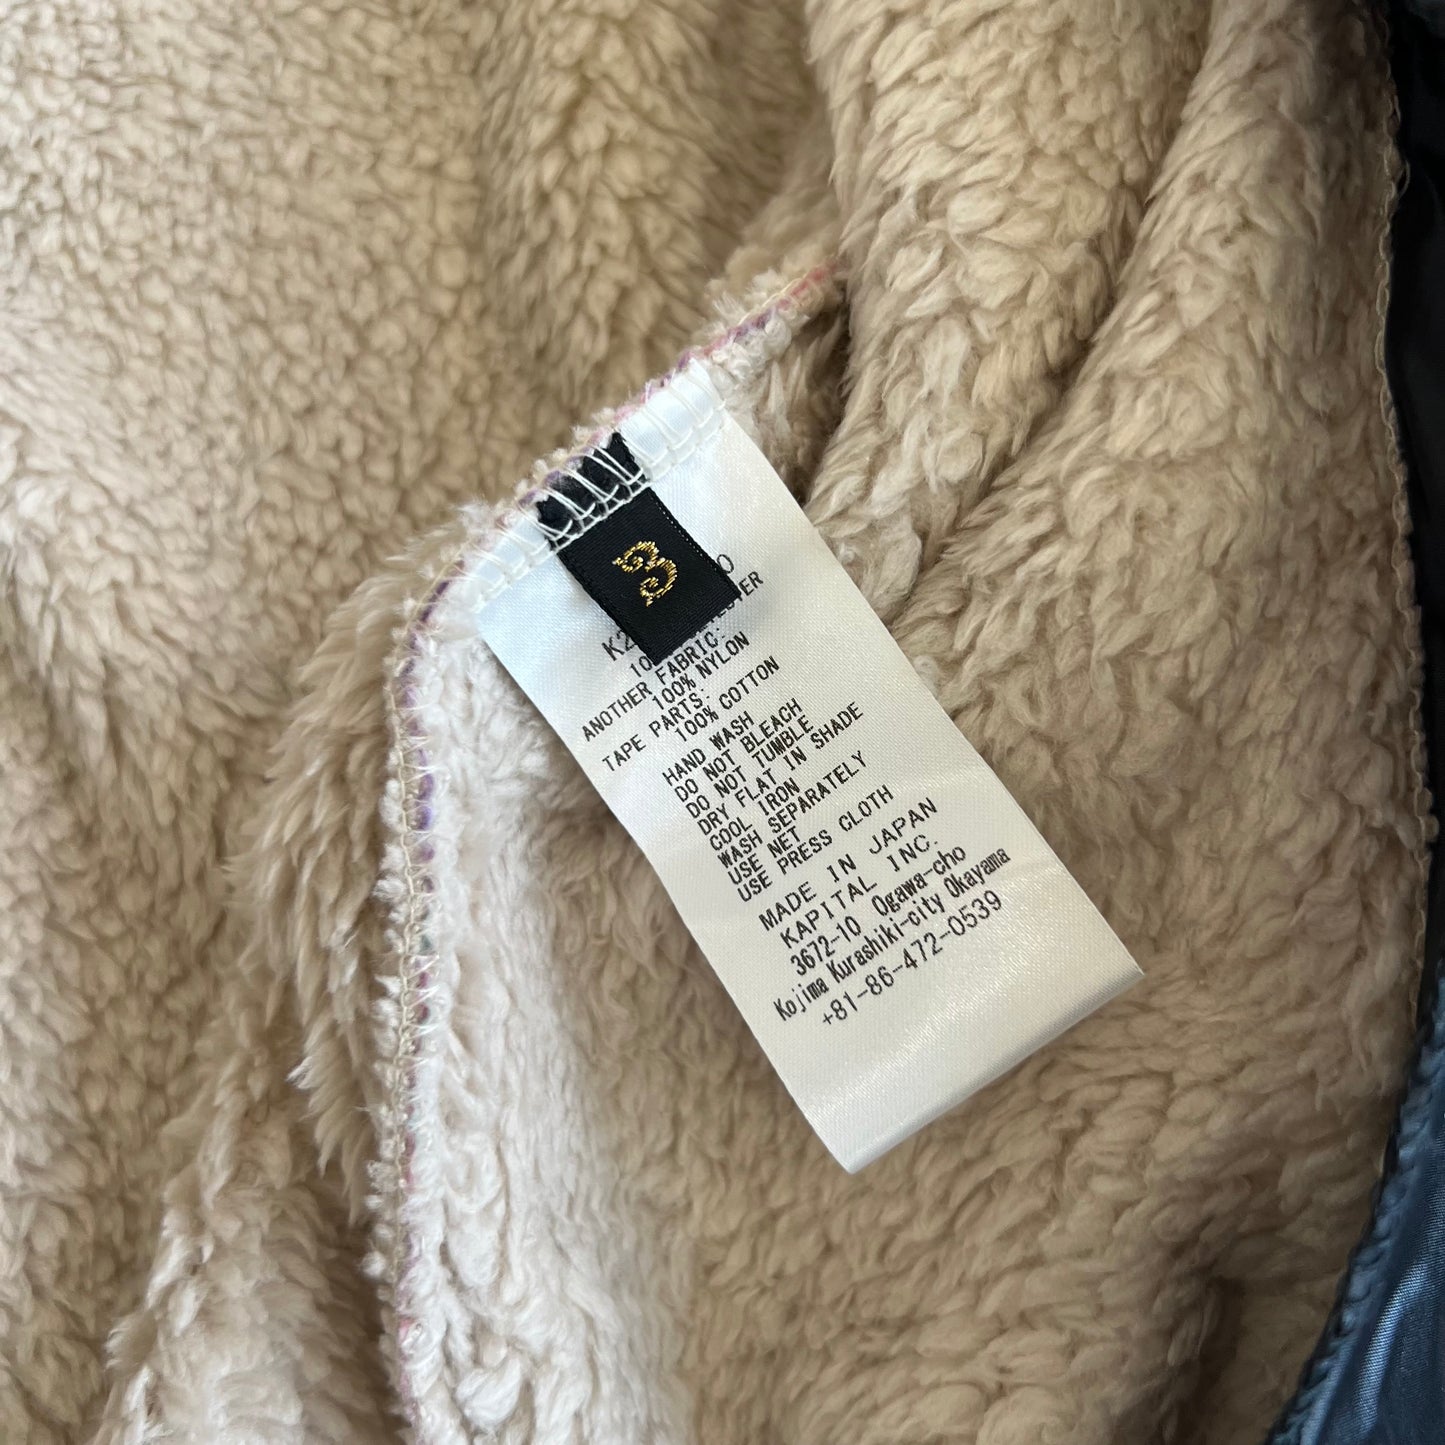 3
ANOTHER FABRIC:
100% NYLON
TAPE PARTS:
100% COTTON
HAND WASH
DO NOT BLEACH
DO NOT TUMBLE
DRY FLAT IN SHADE
COOL IRON
WASH SEPARATELY
USE NET
USE PRESS CLOTH
MADE IN JAPAN
KAPITAL INC.
3672-10 Ogawa-cho
Kojima Kurashiki-city Okayama
+81-86-472-0539